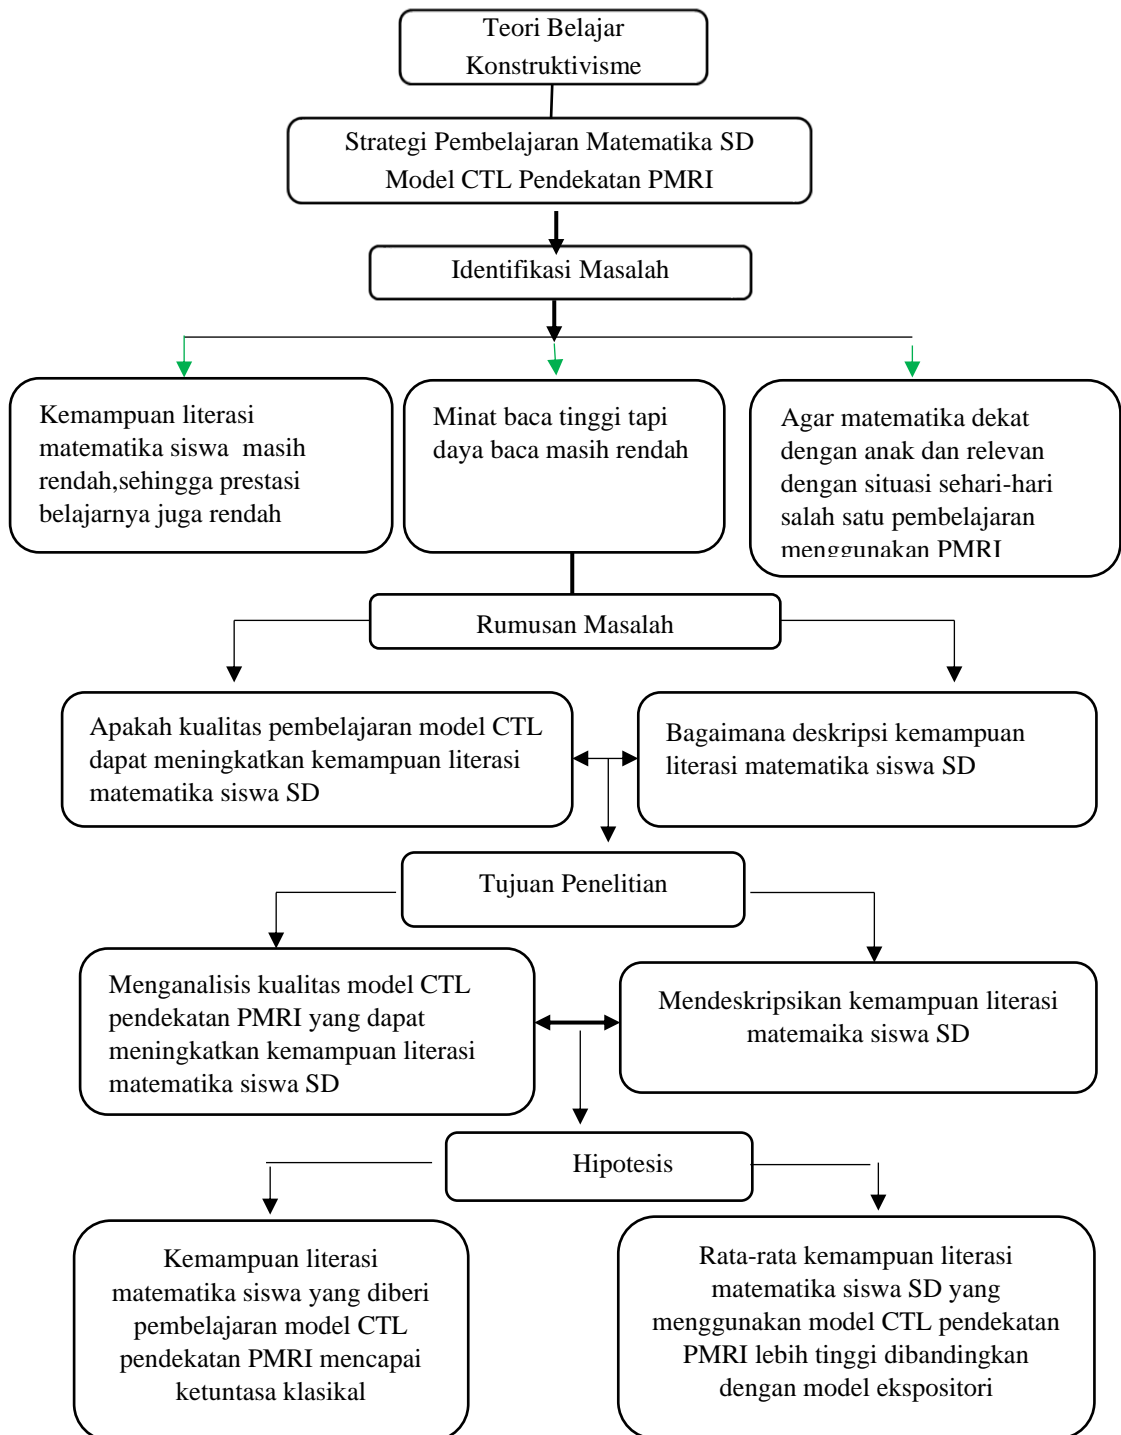 Teori Belajar
Konstruktivisme
Strategi Pembelajaran Matematika SD
Model CTL Pendekatan PMRI
Identifikasi Masalah
Kemampuan literasi
matematika siswa masih
rendah,sehingga prestasi
belajarnya juga rendah
Minat baca tinggi tapi
daya baca masih rendah
Agar matematika dekat
dengan anak dan relevan
dengan situasi sehari-hari
salah satu pembelajaran
menggunakan PMRI
Rumusan Masalah
Apakah kualitas pembelajaran model CTL
dapat meningkatkan kemampuan literasi
matematika siswa SD
Bagaimana deskripsi kemampuan
literasi matematika siswa SD
Tujuan Penelitian
Menganalisis kualitas model CTL
pendekatan PMRI yang dapat
meningkatkan kemampuan literasi
matematika siswa SD
Mendeskripsikan kemampuan literasi
matemaika siswa SD
Hipotesis
Kemampuan literasi
matematika siswa yang diberi
pembelajaran model CTL
pendekatan PMRI mencapai
ketuntasa klasikal
Rata-rata kemampuan literasi
matematika siswa SD yang
menggunakan model CTL pendekatan
PMRI lebih tinggi dibandingkan
dengan model ekspositori